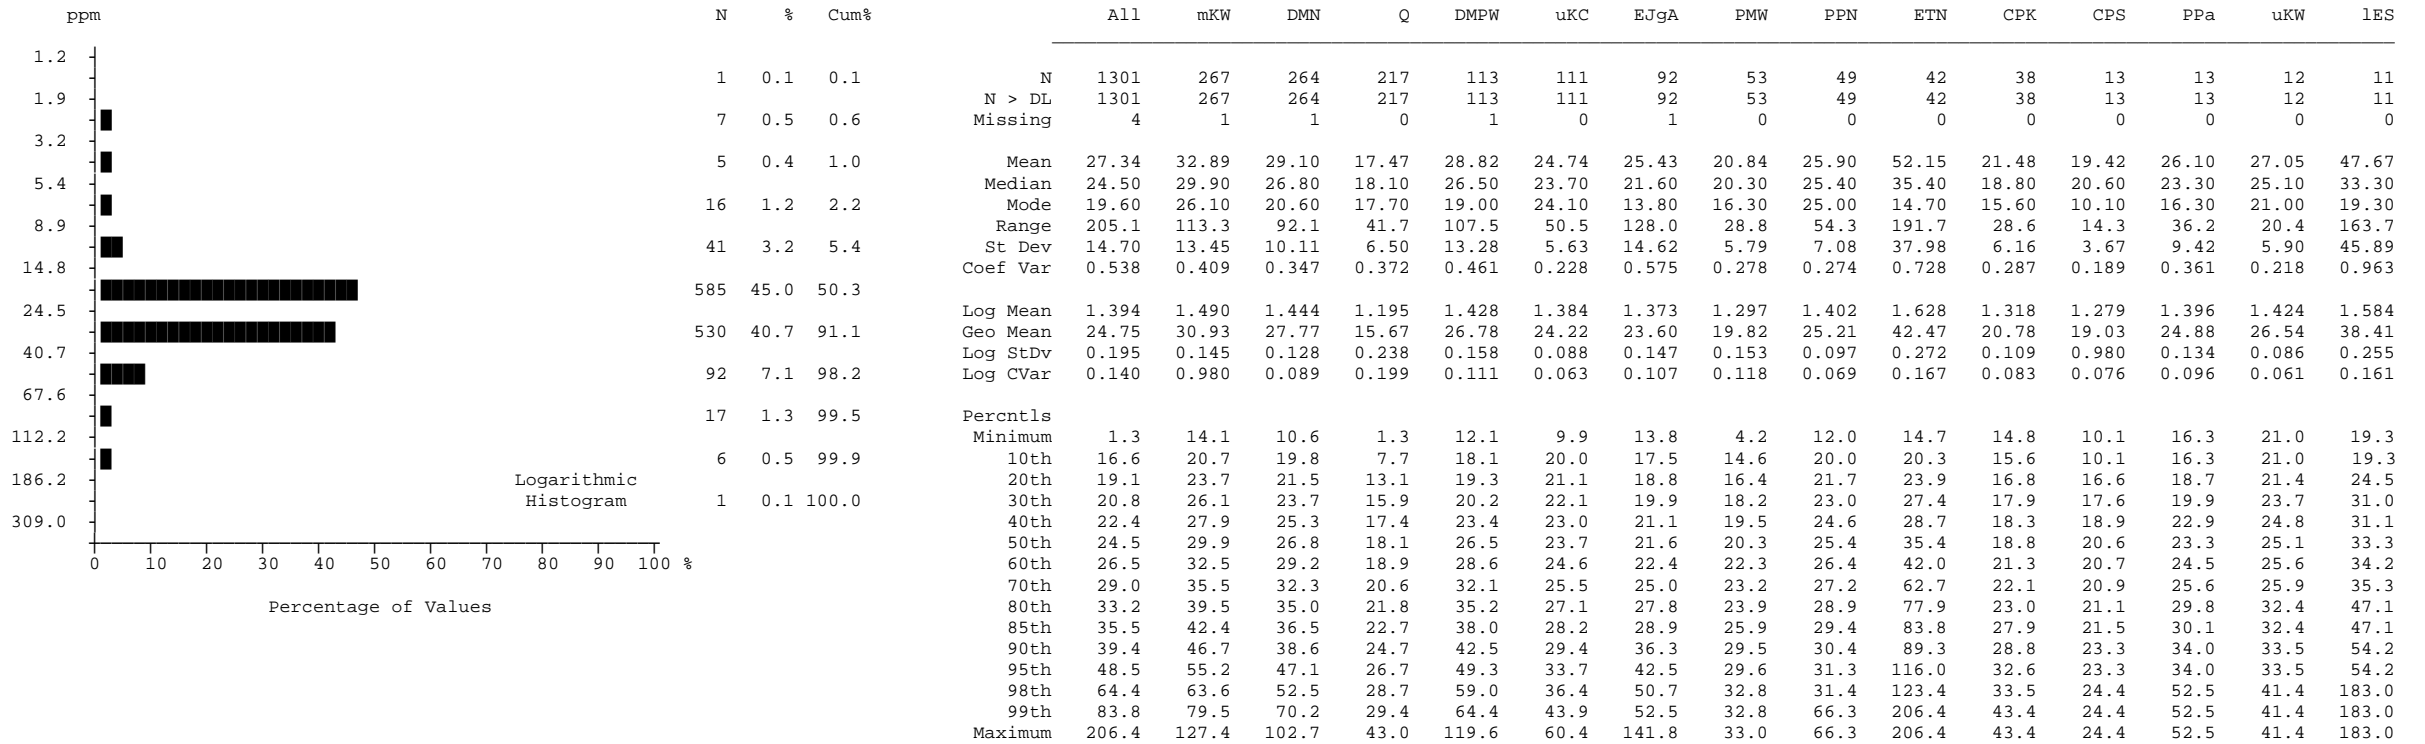 ppm N % Cum% All mKW DMN Q DMPW uKC EJgA PMW PPN ETN CPK CPS PPa uKW lES
1.2
1 0.1 0.1 N 1301 267 264 217 113 111 92 53 49 42 38 13 13 12 11
1.9 N > DL 1301 267 264 217 113 111 92 53 49 42 38 13 13 12 11
7 0.5 0.6 Missing 4 1 1 0 1 0 1 0 0 0 0 0 0 0 0
3.2
5 0.4 1.0 Mean 27.34 32.89 29.10 17.47 28.82 24.74 25.43 20.84 25.90 52.15 21.48 19.42 26.10 27.05 47.67
5.4 Median 24.50 29.90 26.80 18.10 26.50 23.70 21.60 20.30 25.40 35.40 18.80 20.60 23.30 25.10 33.30
16 1.2 2.2 Mode 19.60 26.10 20.60 17.70 19.00 24.10 13.80 16.30 25.00 14.70 15.60 10.10 16.30 21.00 19.30
8.9 Range 205.1 113.3 92.1 41.7 107.5 50.5 128.0 28.8 54.3 191.7 28.6 14.3 36.2 20.4 163.7
41 3.2 5.4 St Dev 14.70 13.45 10.11 6.50 13.28 5.63 14.62 5.79 7.08 37.98 6.16 3.67 9.42 5.90 45.89
14.8 Coef Var 0.538 0.409 0.347 0.372 0.461 0.228 0.575 0.278 0.274 0.728 0.287 0.189 0.361 0.218 0.963
585 45.0 50.3
24.5 Log Mean 1.394 1.490 1.444 1.195 1.428 1.384 1.373 1.297 1.402 1.628 1.318 1.279 1.396 1.424 1.584
530 40.7 91.1 Geo Mean 24.75 30.93 27.77 15.67 26.78 24.22 23.60 19.82 25.21 42.47 20.78 19.03 24.88 26.54 38.41
40.7 Log StDv 0.195 0.145 0.128 0.238 0.158 0.088 0.147 0.153 0.097 0.272 0.109 0.980 0.134 0.086 0.255
92 7.1 98.2 Log CVar 0.140 0.980 0.089 0.199 0.111 0.063 0.107 0.118 0.069 0.167 0.083 0.076 0.096 0.061 0.161
67.6
17 1.3 99.5 Percntls
112.2 Minimum 1.3 14.1 10.6 1.3 12.1 9.9 13.8 4.2 12.0 14.7 14.8 10.1 16.3 21.0 19.3
6 0.5 99.9 10th 16.6 20.7 19.8 7.7 18.1 20.0 17.5 14.6 20.0 20.3 15.6 10.1 16.3 21.0 19.3
186.2 Logarithmic 20th 19.1 23.7 21.5 13.1 19.3 21.1 18.8 16.4 21.7 23.9 16.8 16.6 18.7 21.4 24.5
Histogram 1 0.1 100.0 30th 20.8 26.1 23.7 15.9 20.2 22.1 19.9 18.2 23.0 27.4 17.9 17.6 19.9 23.7 31.0
309.0 40th 22.4 27.9 25.3 17.4 23.4 23.0 21.1 19.5 24.6 28.7 18.3 18.9 22.9 24.8 31.1
50th 24.5 29.9 26.8 18.1 26.5 23.7 21.6 20.3 25.4 35.4 18.8 20.6 23.3 25.1 33.3
0 10 20 30 40 50 60 70 80 90 100 % 60th 26.5 32.5 29.2 18.9 28.6 24.6 22.4 22.3 26.4 42.0 21.3 20.7 24.5 25.6 34.2
70th 29.0 35.5 32.3 20.6 32.1 25.5 25.0 23.2 27.2 62.7 22.1 20.9 25.6 25.9 35.3
Percentage of Values 80th 33.2 39.5 35.0 21.8 35.2 27.1 27.8 23.9 28.9 77.9 23.0 21.1 29.8 32.4 47.1
85th 35.5 42.4 36.5 22.7 38.0 28.2 28.9 25.9 29.4 83.8 27.9 21.5 30.1 32.4 47.1
90th 39.4 46.7 38.6 24.7 42.5 29.4 36.3 29.5 30.4 89.3 28.8 23.3 34.0 33.5 54.2
95th 48.5 55.2 47.1 26.7 49.3 33.7 42.5 29.6 31.3 116.0 32.6 23.3 34.0 33.5 54.2
98th 64.4 63.6 52.5 28.7 59.0 36.4 50.7 32.8 31.4 123.4 33.5 24.4 52.5 41.4 183.0
99th 83.8 79.5 70.2 29.4 64.4 43.9 52.5 32.8 66.3 206.4 43.4 24.4 52.5 41.4 183.0
Maximum 206.4 127.4 102.7 43.0 119.6 60.4 141.8 33.0 66.3 206.4 43.4 24.4 52.5 41.4 183.0